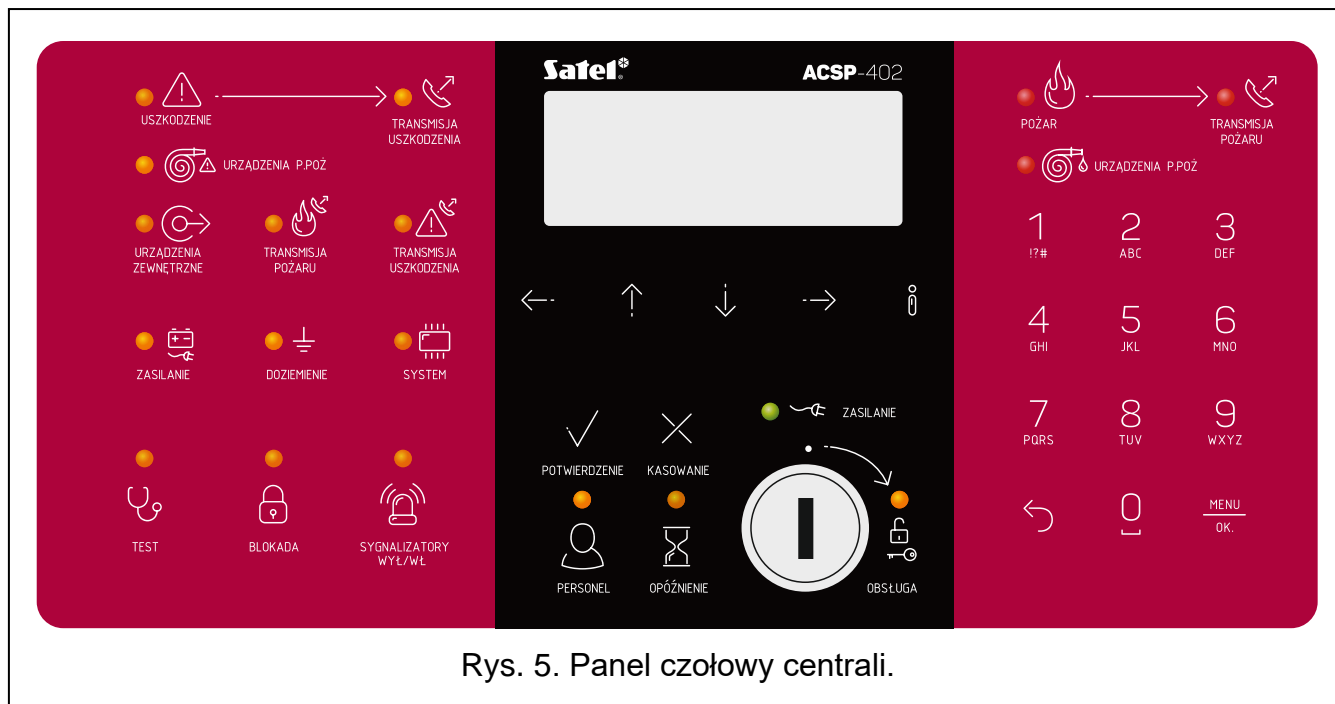 Satel®
ACSP-402
USZKODZENIE
TRANSMISJA
USZKODZENIA
URZĄDZENIA P.POŻ
URZĄDZENIA
ZEWNĘTRZNE
TRANSMISJA
POŻARU
TRANSMISJA
USZKODZENIA
ZASILANIE
DOZIEMIENIE
SYSTEM
TEST
BLOKADA
SYGNALIZATORY
WYŁ/WŁ
POTWIERDZENIE
KASOWANIE
ZASILANIE
PERSONEL
OPÓŹNIENIE
OBSŁUGA
POŻAR
TRANSMISJA
POŻARU
URZĄDZENIA P.POŻ
1
!?#
2
ABC
3
DEF
4
GHI
5
JKL
6
MNO
7
PQRS
8
TUV
9
WXYZ
0
MENU
OK.
Rys. 5. Panel czołowy centrali.